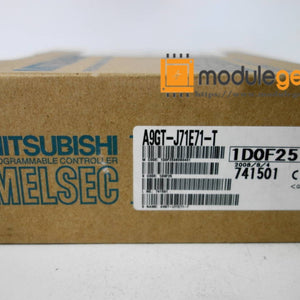 modulege
A9GT-J71E71-T
1D0F25
2008/8/4
741501 C
MITSUBISHI
PROGRAMMABLE CONTROLLER
MELSEC